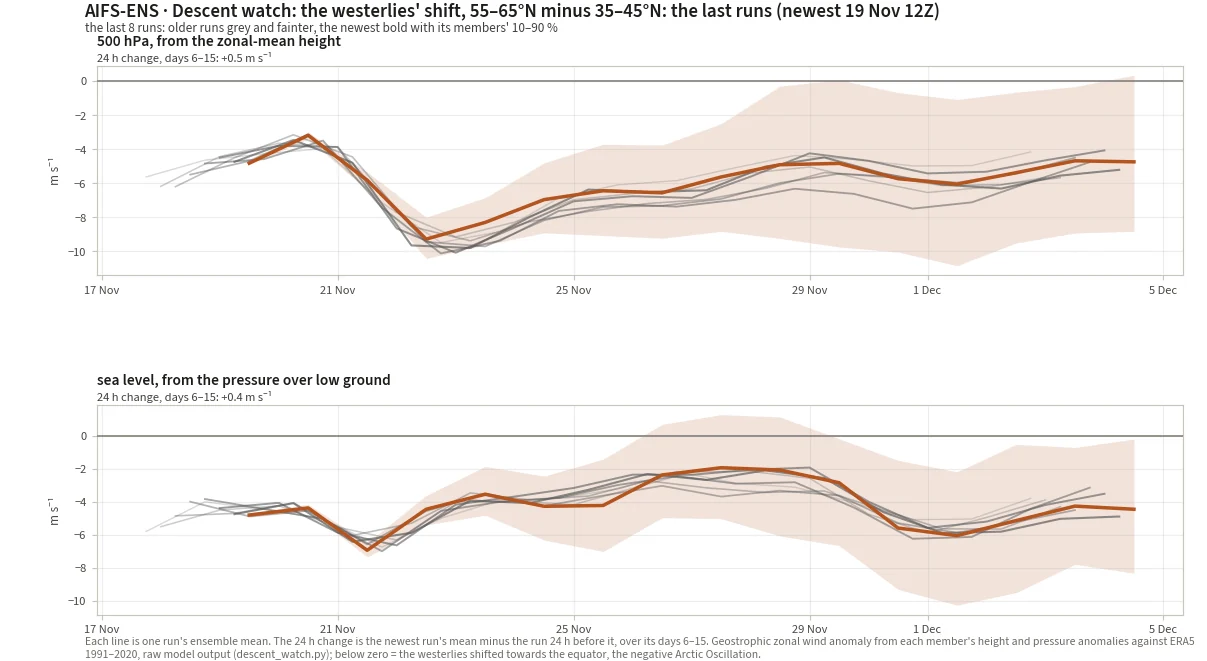 AIFS-ENS · Descent watch: the westerlies' shift, 55–65°N minus 35–45°N: the last runs (newest 19 Nov 12Z)
the last 8 runs: older runs grey and fainter, the newest bold with its members' 10–90 %
500 hPa, from the zonal-mean height
24 h change, days 6–15: +0.5 m s⁻¹
0
−2
−4
−6
−8
−10
m s⁻¹
17 Nov 21 Nov 25 Nov 29 Nov 1 Dec 5 Dec
sea level, from the pressure over low ground
24 h change, days 6–15: +0.4 m s⁻¹
0
−2
−4
−6
−8
−10
m s⁻¹
17 Nov 21 Nov 25 Nov 29 Nov 1 Dec 5 Dec
Each line is one run's ensemble mean. The 24 h change is the newest run's mean minus the run 24 h before it, over its days 6–15. Geostrophic zonal wind anomaly from each member's height and pressure anomalies against ERA5
1991–2020, raw model output (descent_watch.py); below zero = the westerlies shifted towards the equator, the negative Arctic Oscillation.